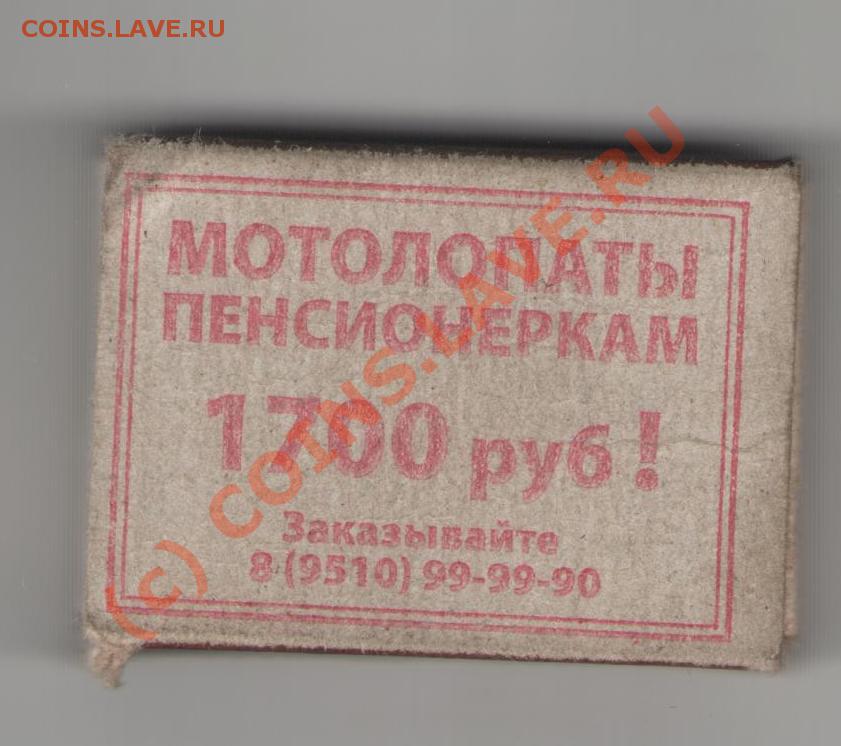 COINS.LAVE.RU
МОТОЛОПАТЫ
ПЕНСИОНЕРКАМ
1700 руб !
Заказывайте
8 (9510) 99-99-90
(c) COINS.LAVE.RU